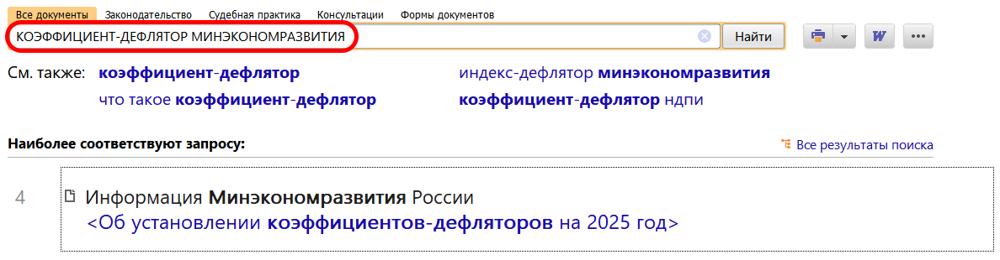 Все документы Законодательство Судебная практика Консультации Формы документов
КОЭФФИЦИЕНТ-ДЕФЛЯТОР МИНЭКОНОМРАЗВИТИЯ Найти W
См. также: коэффициент-дефлятор индекс-дефлятор минэкономразвития
что такое коэффициент-дефлятор коэффициент-дефлятор ндпи
Наиболее соответствуют запросу: Все результаты поиска
4 Информация Минэкономразвития России
<Об установлении коэффициентов-дефляторов на 2025 год>